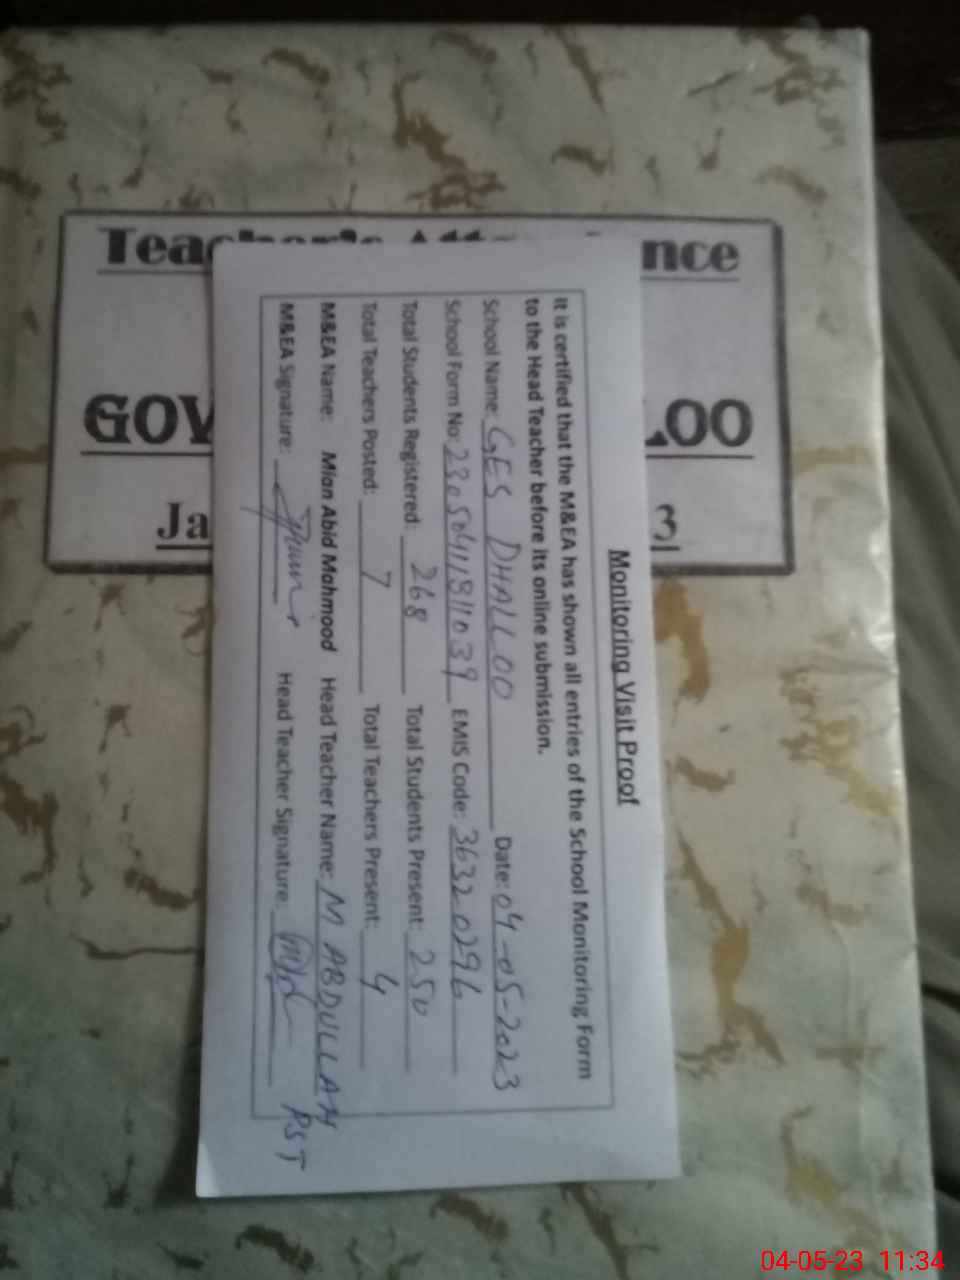 Teac nce
GOV LOO
Ja 3
Monitoring Visit Proof
It is certified that the M&EA has shown all entries of the School Monitoring Form
to the Head Teacher before its online submission.
School Name: GES DHALLOO Date: 04-05-2023
School Form No: 23050411811039 EMIS Code: 36320296
Total Students Registered: 268 Total Students Present: 250
Total Teachers Posted: 7 Total Teachers Present: 4
M&EA Name: Mian Abid Mahmood Head Teacher Name: M ABDULLAH
M&EA Signature: Head Teacher Signature: PST
04-05-23 11:34